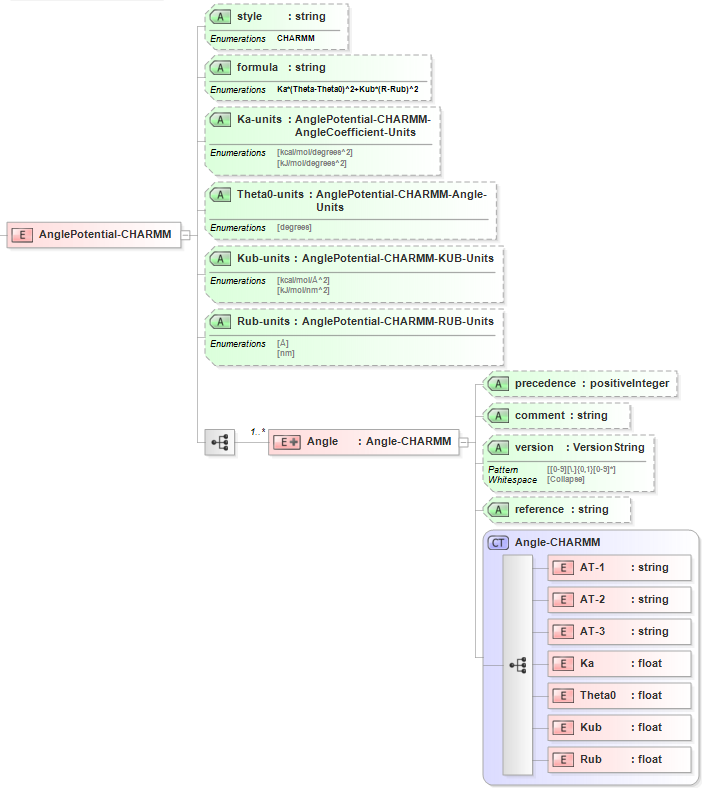 A style : string
Enumerations CHARMM
A formula : string
Enumerations Ka*(Theta-Theta0)^2+Kub*(R-Rub)^2
A Ka-units : AnglePotential-CHARMM-
AngleCoefficient-Units
Enumerations [kcal/mol/degrees^2]
[kJ/mol/degrees^2]
A Theta0-units : AnglePotential-CHARMM-Angle-
Units
Enumerations [degrees]
E AnglePotential-CHARMM
A Kub-units : AnglePotential-CHARMM-KUB-Units
Enumerations [kcal/mol/Å^2]
[kJ/mol/nm^2]
A Rub-units : AnglePotential-CHARMM-RUB-Units
Enumerations [Å]
[nm]
1..*
E Angle : Angle-CHARMM
A precedence : positiveInteger
A comment : string
A version : VersionString
Pattern [[0-9][\.]{0,1}[0-9]*]
Whitespace [Collapse]
A reference : string
CT Angle-CHARMM
E AT-1 : string
E AT-2 : string
E AT-3 : string
E Ka : float
E Theta0 : float
E Kub : float
E Rub : float